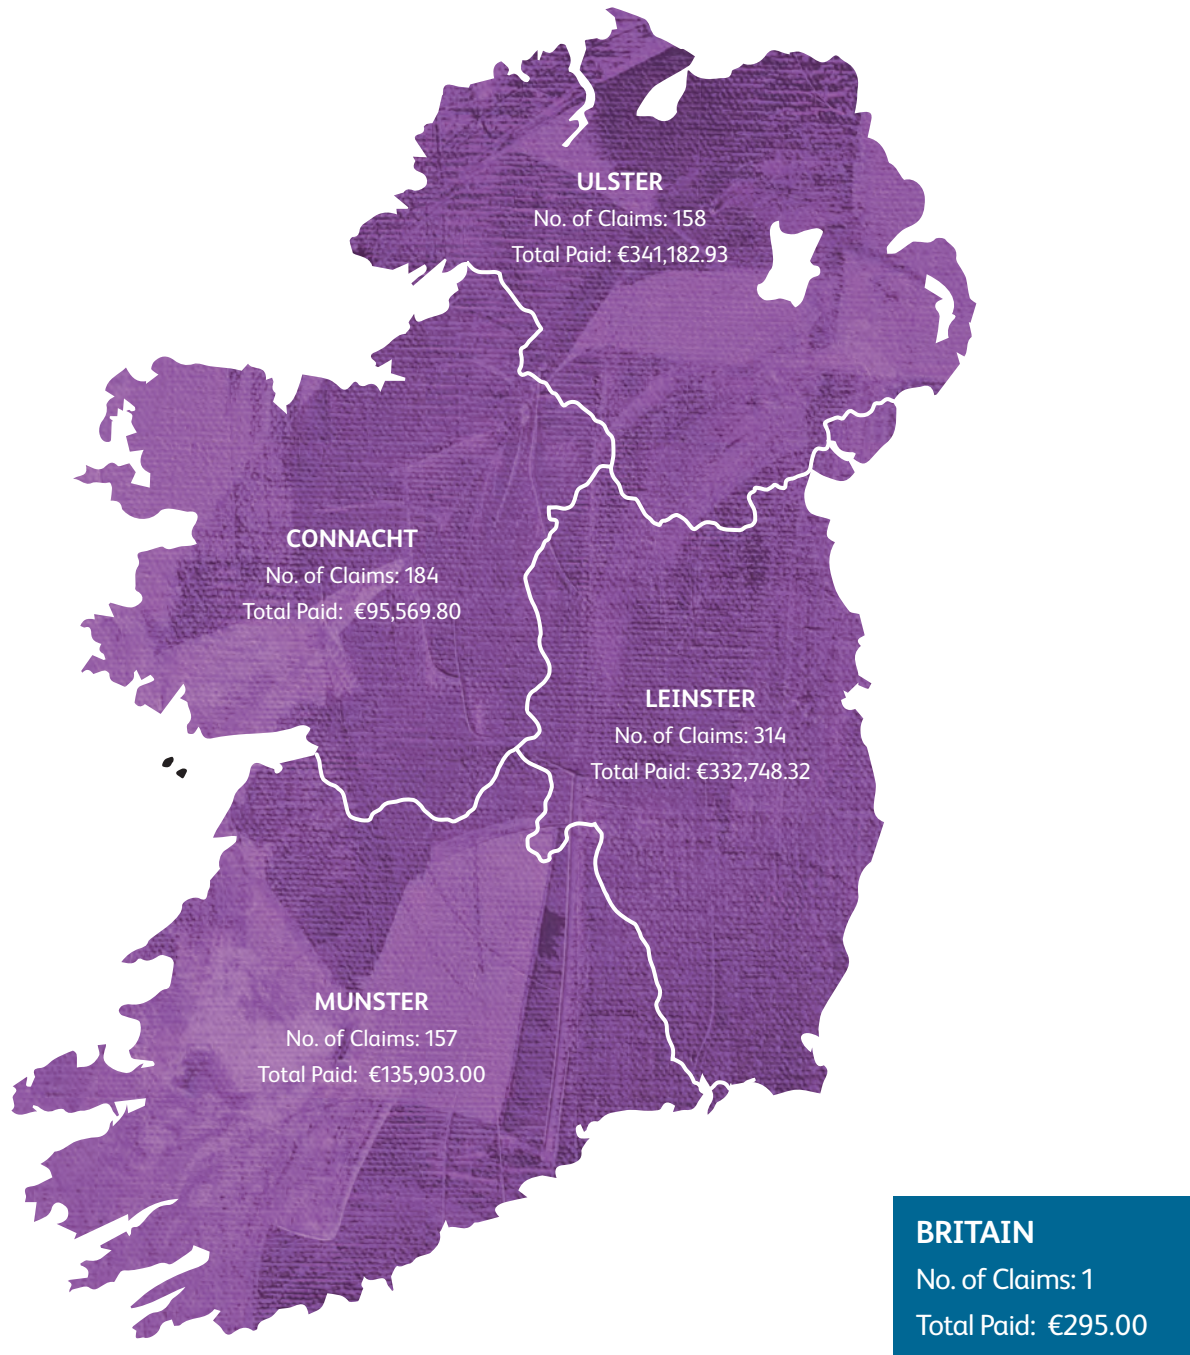 ULSTER
No. of Claims: 158
Total Paid: €341,182.93
CONNACHT
No. of Claims: 184
Total Paid: €95,569.80
LEINSTER
No. of Claims: 314
Total Paid: €332,748.32
MUNSTER
No. of Claims: 157
Total Paid: €135,903.00
BRITAIN
No. of Claims: 1
Total Paid: €295.00